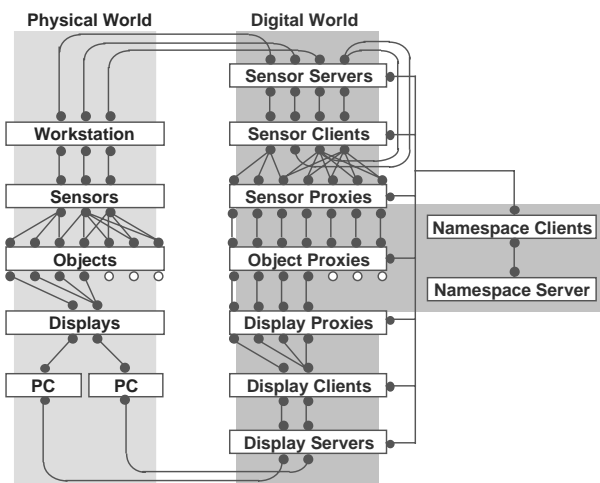 Physical World
Digital World
Sensor Servers
Workstation
Sensor Clients
Sensors
Sensor Proxies
Namespace Clients
Objects
Object Proxies
Namespace Server
Displays
Display Proxies
PC
PC
Display Clients
Display Servers